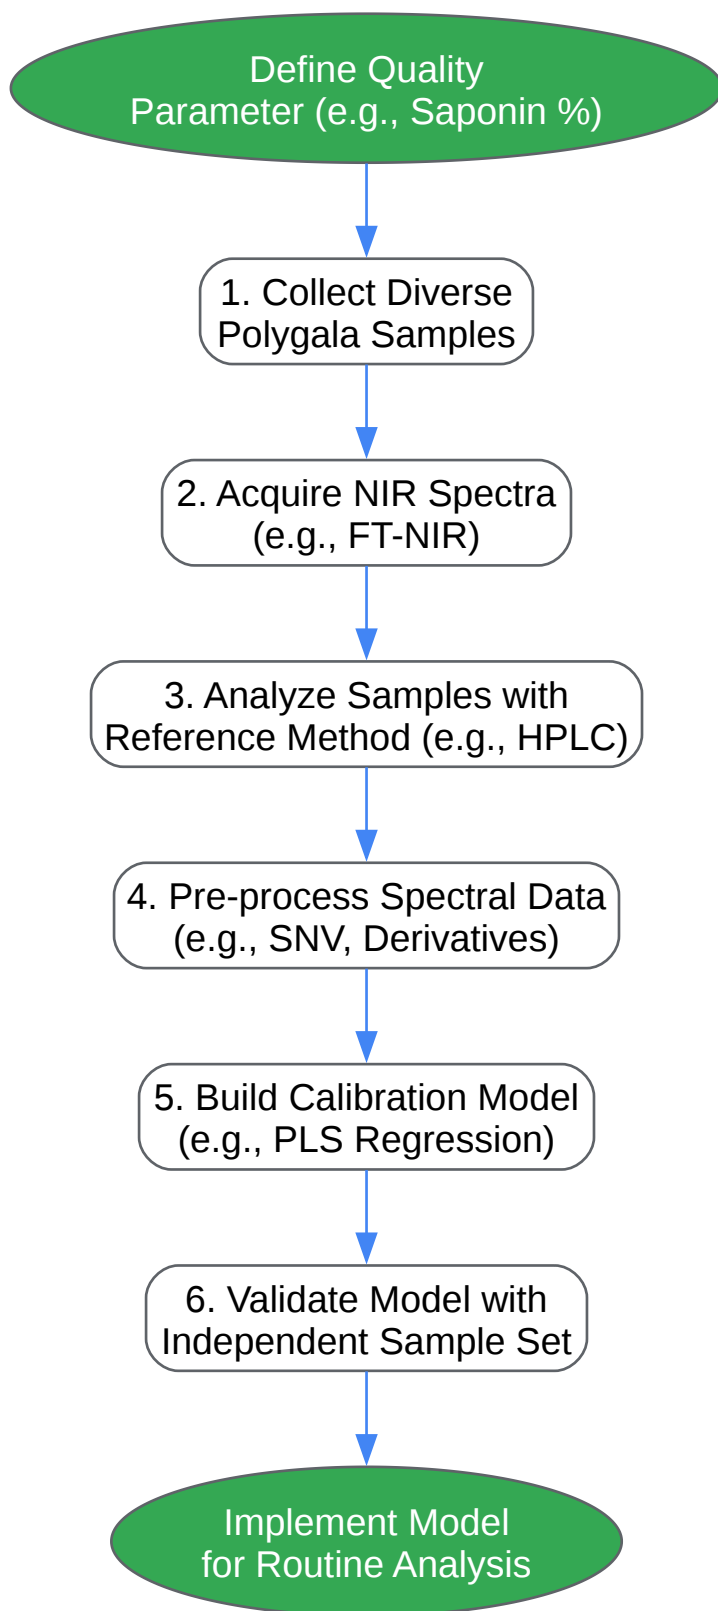 Define Quality
Parameter (e.g., Saponin %)
1. Collect Diverse
Polygala Samples
2. Acquire NIR Spectra
(e.g., FT-NIR)
3. Analyze Samples with
Reference Method (e.g., HPLC)
4. Pre-process Spectral Data
(e.g., SNV, Derivatives)
5. Build Calibration Model
(e.g., PLS Regression)
6. Validate Model with
Independent Sample Set
Implement Model
for Routine Analysis